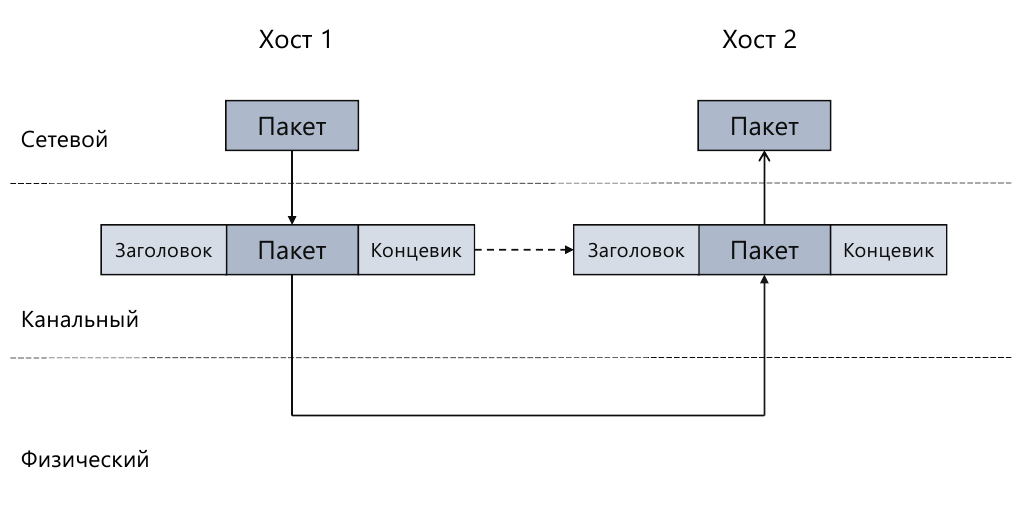 Хост 1 Хост 2
Сетевой
Пакет Пакет
Заголовок Пакет Концевик Заголовок Пакет Концевик
Канальный
Физический